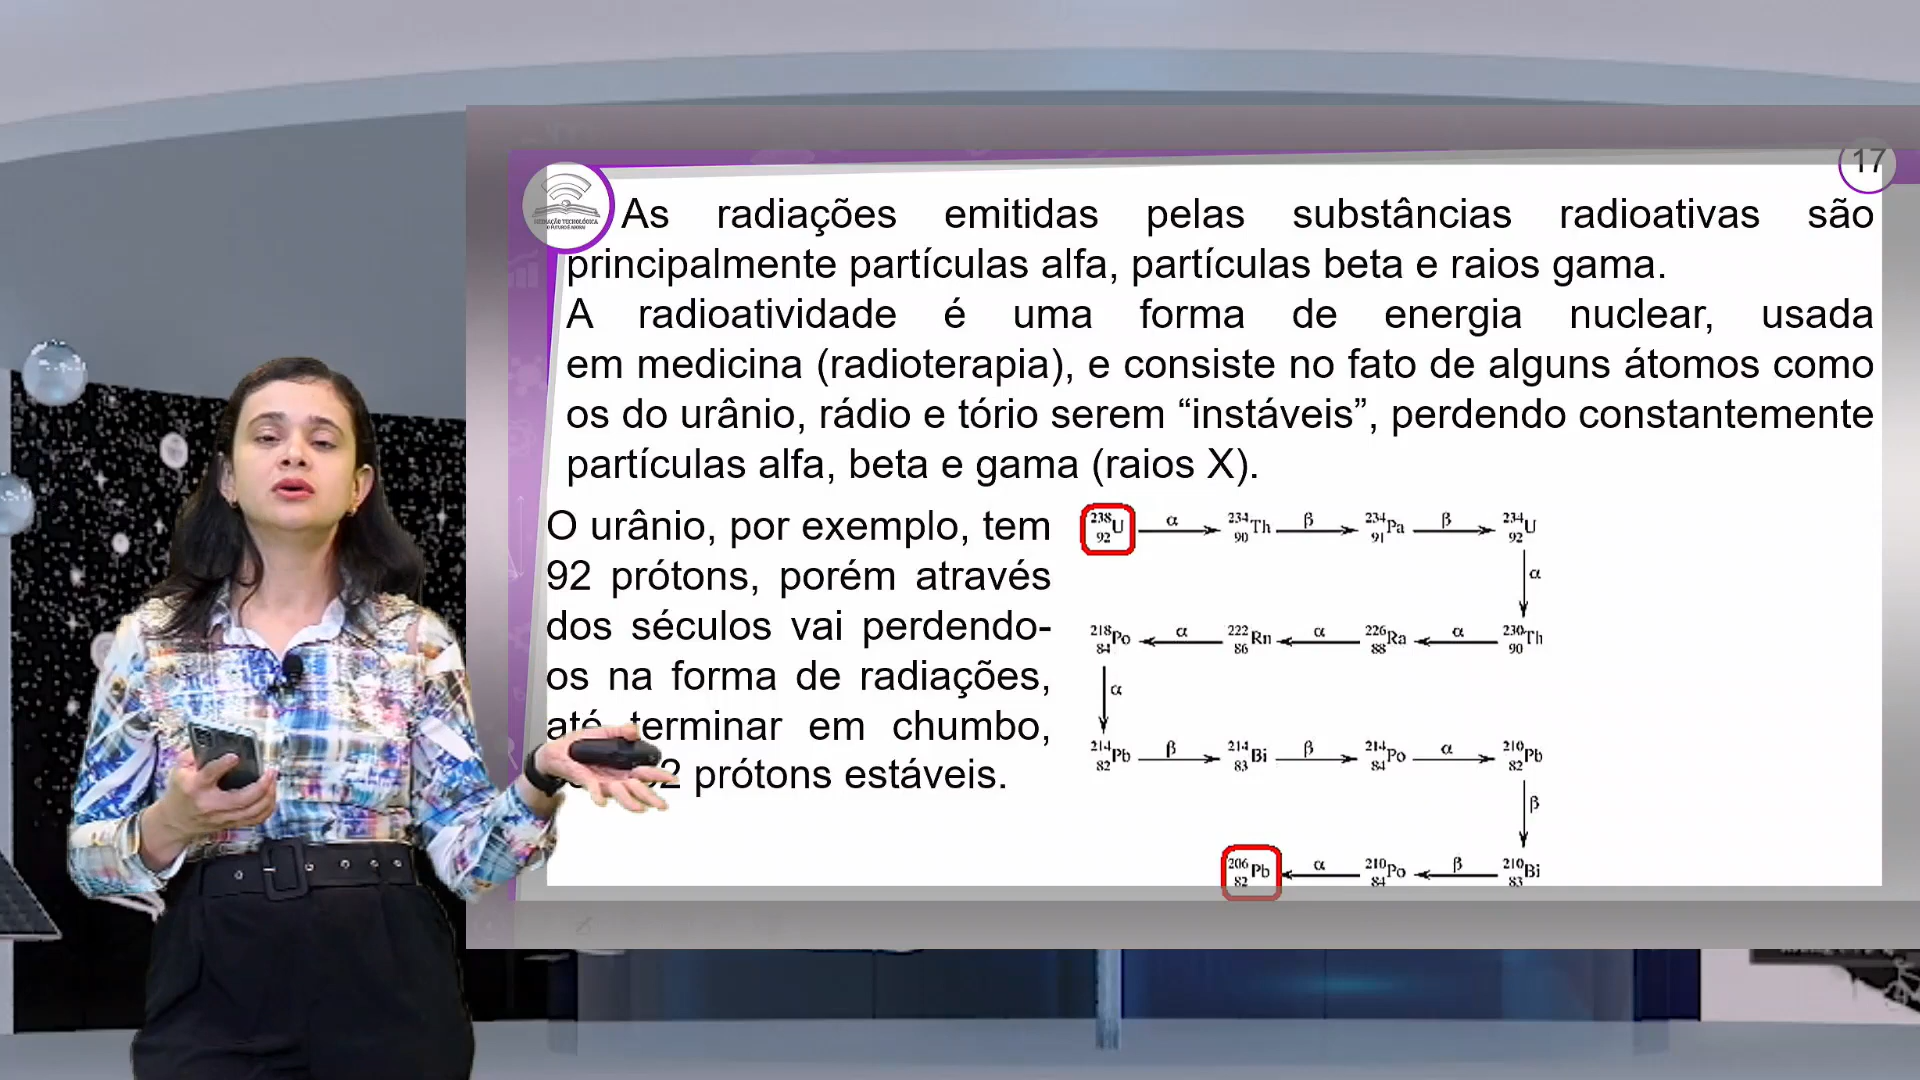 17
MEDIAÇÃO TECNOLÓGICA
O FUTURO É AGORA!
As radiações emitidas pelas substâncias radioativas são
principalmente partículas alfa, partículas beta e raios gama.
A radioatividade é uma forma de energia nuclear, usada
em medicina (radioterapia), e consiste no fato de alguns átomos como
os do urânio, rádio e tório serem “instáveis”, perdendo constantemente
partículas alfa, beta e gama (raios X).
O urânio, por exemplo, tem
92 prótons, porém através
dos séculos vai perdendo-
os na forma de radiações,
até terminar em chumbo,
prótons estáveis.
238 92 U α 234 90 Th β 234 91 Pa β 234 92 U
α
218 84 Po α 222 86 Rn α 226 88 Ra α 230 90 Th
α
214 82 Pb β 214 83 Bi β 214 84 Po α 210 82 Pb
β
206 82 Pb α 210 84 Po β 210 83 Bi